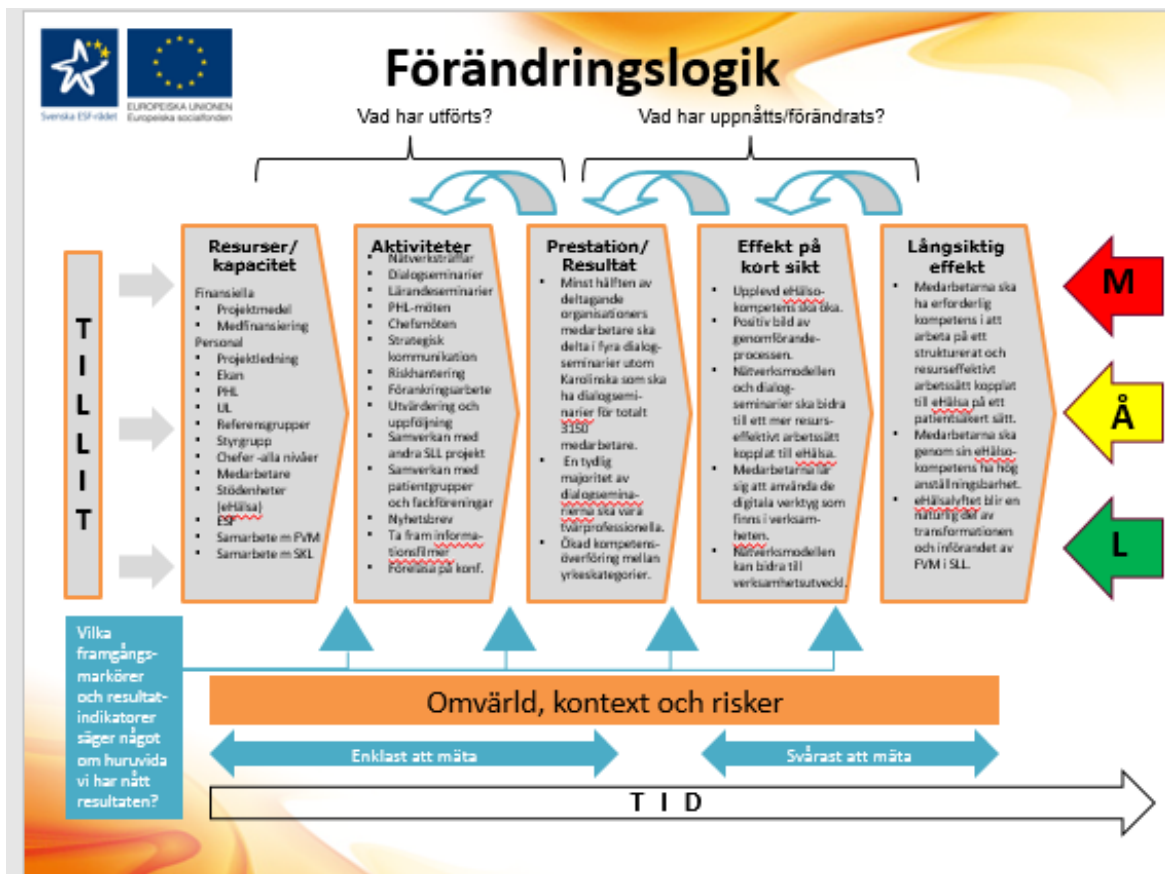 Förändringslogik
Svenska ESF-rådet
EUROPEISKA UNIONEN
Europeiska socialfonden
Vad har utförts?
Vad har uppnåtts/förändrats?
T
I
L
L
I
T
Resurser/
kapacitet
Finansiella
▪ Projektmedel
▪ Medfinansiering
Personal
▪ Projektledning
▪ Ekan
▪ PHL
▪ UL
▪ Referensgrupper
▪ Styrgrupp
▪ Chefer -alla nivåer
▪ Medarbetare
▪ Stödenheter
(eHälsa)
▪ ESF
▪ Samarbete m FVM
▪ Samarbete m SKL
Aktiviteter
▪ Nätverksträffar
▪ Dialogseminarier
▪ Lärandeseminarier
▪ PHL-möten
▪ Chefsmöten
▪ Strategisk
kommunikation
▪ Riskhantering
▪ Förankringsarbete
▪ Utvärdering och
uppföljning
▪ Samverkan med
andra SLL projekt
▪ Samverkan med
patientgrupper
och fackföreningar
▪ Nyhetsbrev
▪ Ta fram informa-
tionsfilmer
▪ Föreläsa på konf.
Prestation/
Resultat
▪ Minst hälften av
deltagande
organisationers
medarbetare ska
delta i fyra dialog-
seminarier utom
Karolinska som ska
ha dialogsemi-
narier för totalt
3150
medarbetare.
▪ En tydlig
majoritet av
dialogsemina-
rierna ska vara
tvärprofessionella.
▪ Ökad kompetens-
överföring mellan
yrkeskategorier.
Effekt på
kort sikt
▪ Upplevd eHälso-
kompetens ska öka.
▪ Positiv bild av
genomförande-
processen.
▪ Nätverksmodellen
och dialog-
seminarier ska bidra
till ett mer resurs-
effektivt arbetssätt
kopplat till eHälsa.
▪ Medarbetarna lär
sig att använda de
digitala verktyg som
finns i verksam-
heten.
▪ Nätverksmodellen
kan bidra till
verksamhetsutveckl.
Långsiktig
effekt
▪ Medarbetarna ska
ha erforderlig
kompetens i att
arbeta på ett
strukturerat och
resurseffektivt
arbetssätt kopplat
till eHälsa på ett
patientsäkert sätt.
▪ Medarbetarna ska
genom sin eHälso-
kompetens ha hög
anställningsbarhet.
▪ eHälsalyftet blir en
naturlig del av
transformationen
och införandet av
FVM i SLL.
M
Å
L
Vilka
framgångs-
markörer
och resultat-
indikatorer
säger något
om huruvida
vi har nått
resultaten?
Omvärld, kontext och risker
Enklast att mäta
Svårast att mäta
T I D